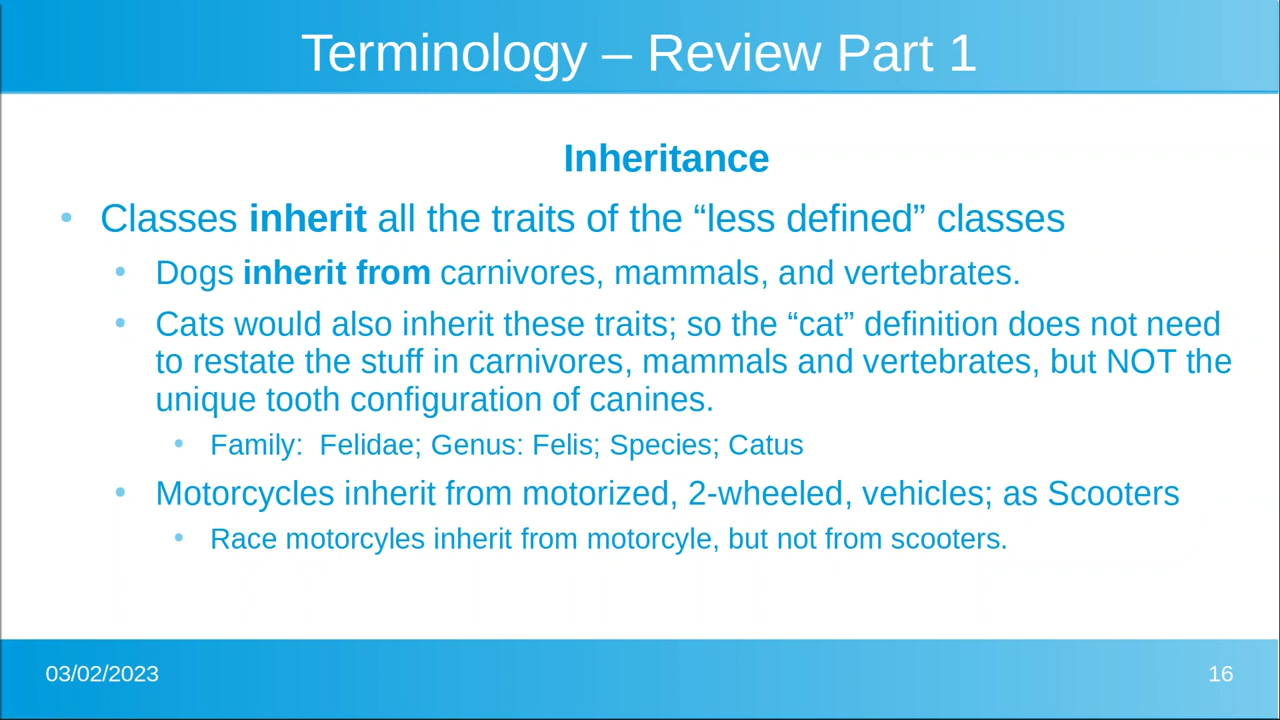 Terminology – Review Part 1
Inheritance
• Classes inherit all the traits of the “less defined” classes
• Dogs inherit from carnivores, mammals, and vertebrates.
• Cats would also inherit these traits; so the “cat” definition does not need
to restate the stuff in carnivores, mammals and vertebrates, but NOT the
unique tooth configuration of canines.
• Family:  Felidae; Genus: Felis; Species; Catus
• Motorcycles inherit from motorized, 2-wheeled, vehicles; as Scooters
• Race motorcyles inherit from motorcyle, but not from scooters.
03/02/2023
16